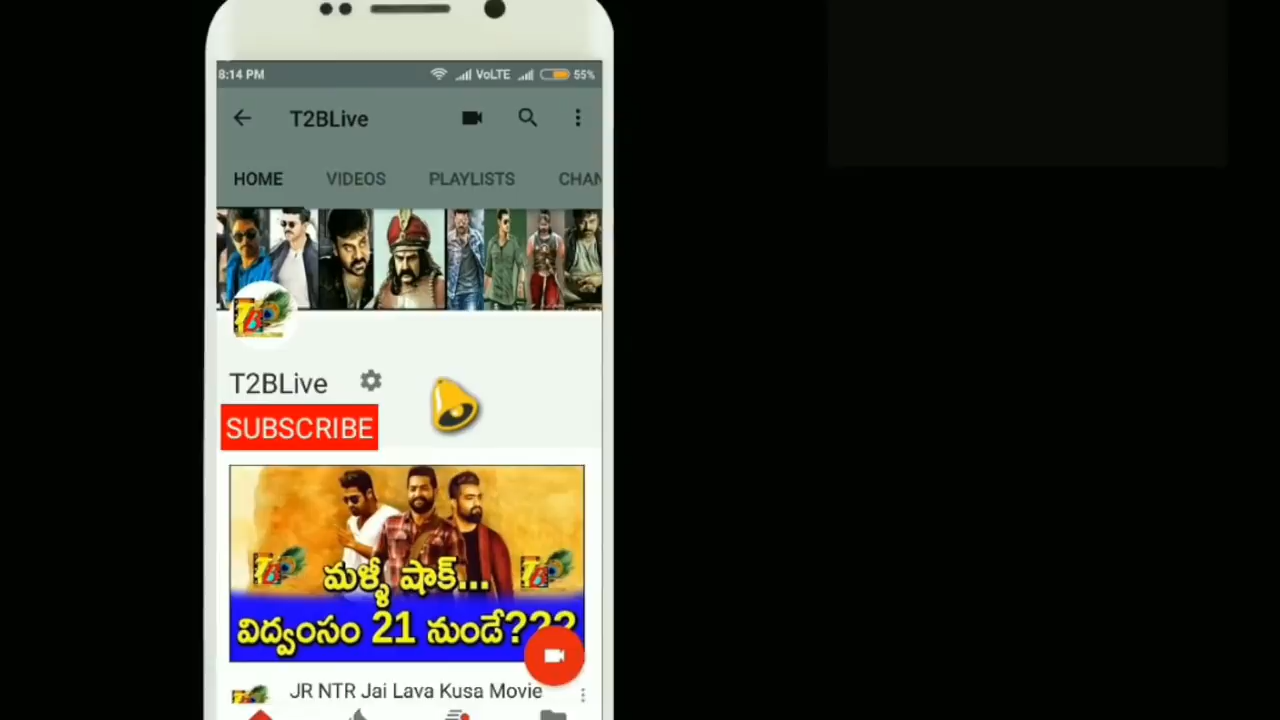 8:14 PM VoLTE 55%
T2BLive
HOME VIDEOS PLAYLISTS CHAN
T2BLive
SUBSCRIBE
మళ్ళీ షాక్...
విద్వంసం 21 నుండే???
JR NTR Jai Lava Kusa Movie